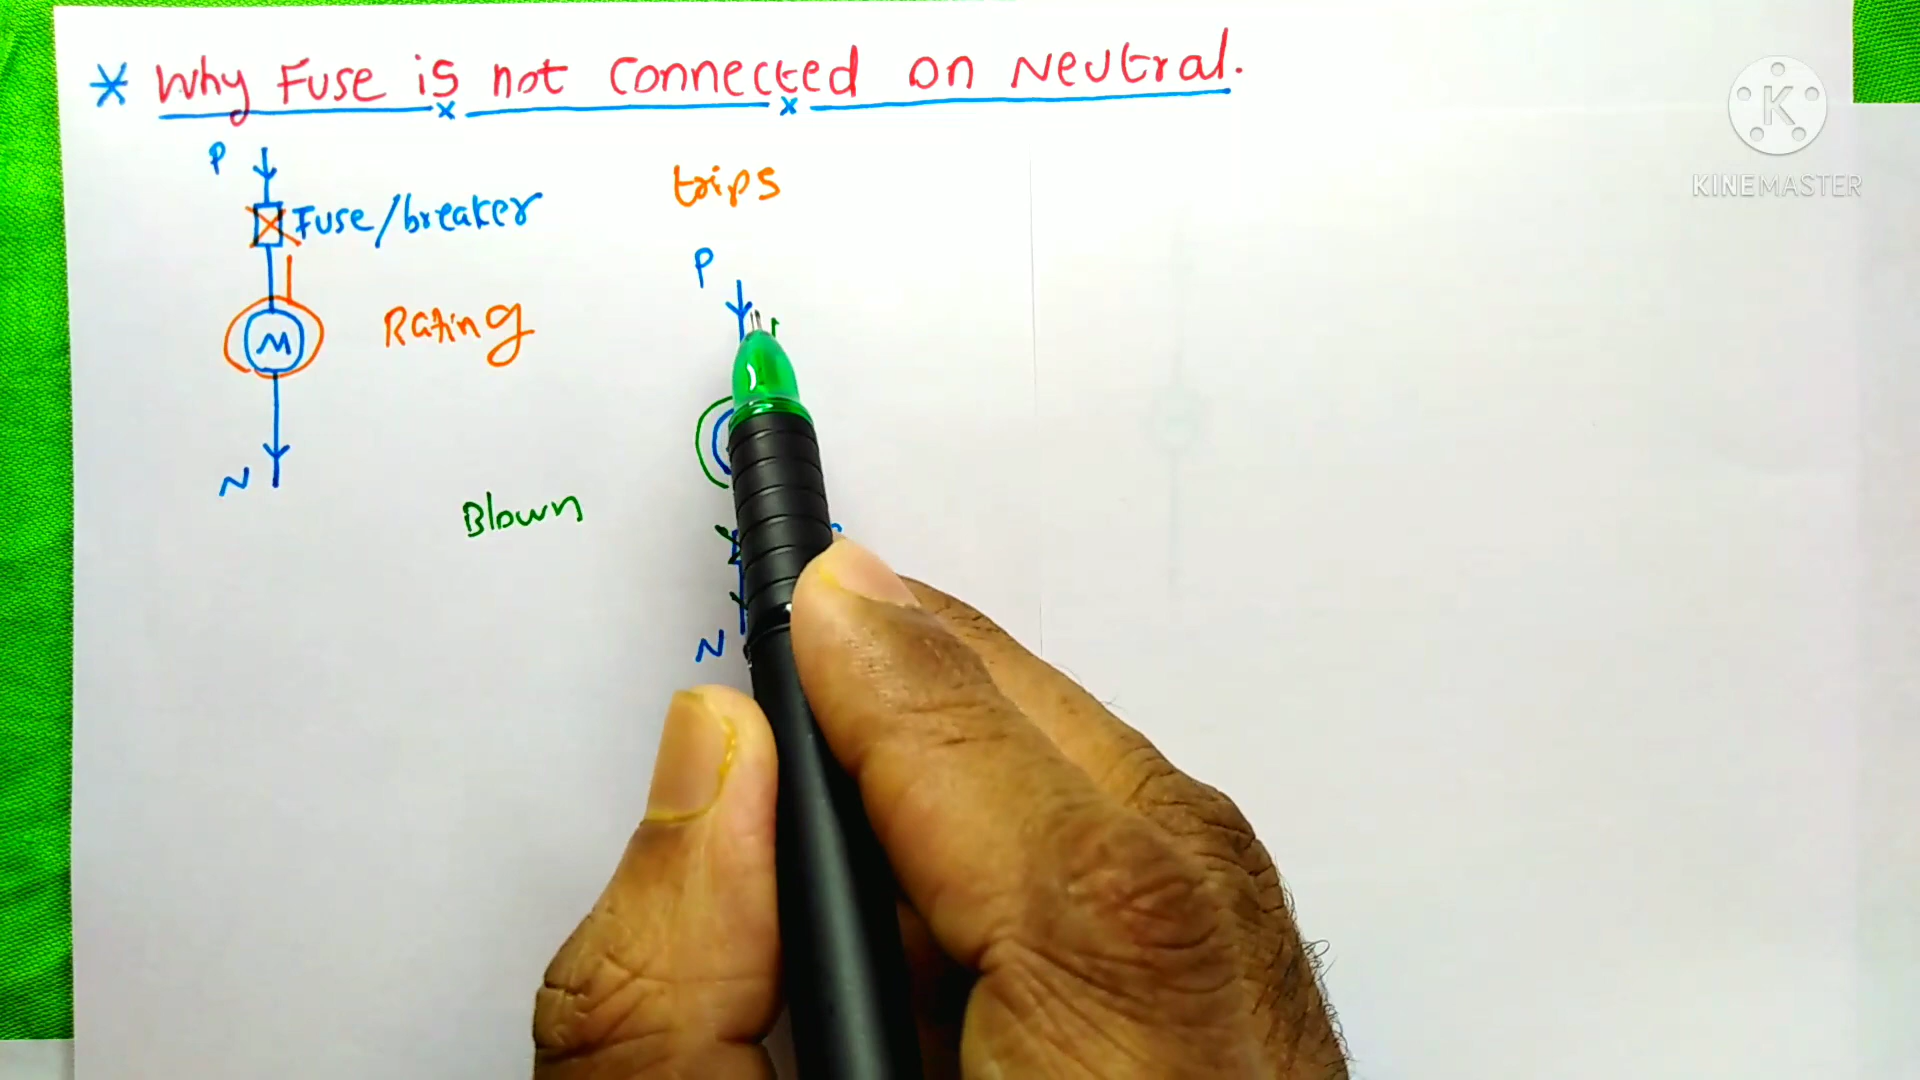 * Why Fuse is not connected on Neutral.
P
Fuse/breaker
M
Rating
N
trips
P
Blown
N
KINEMASTER